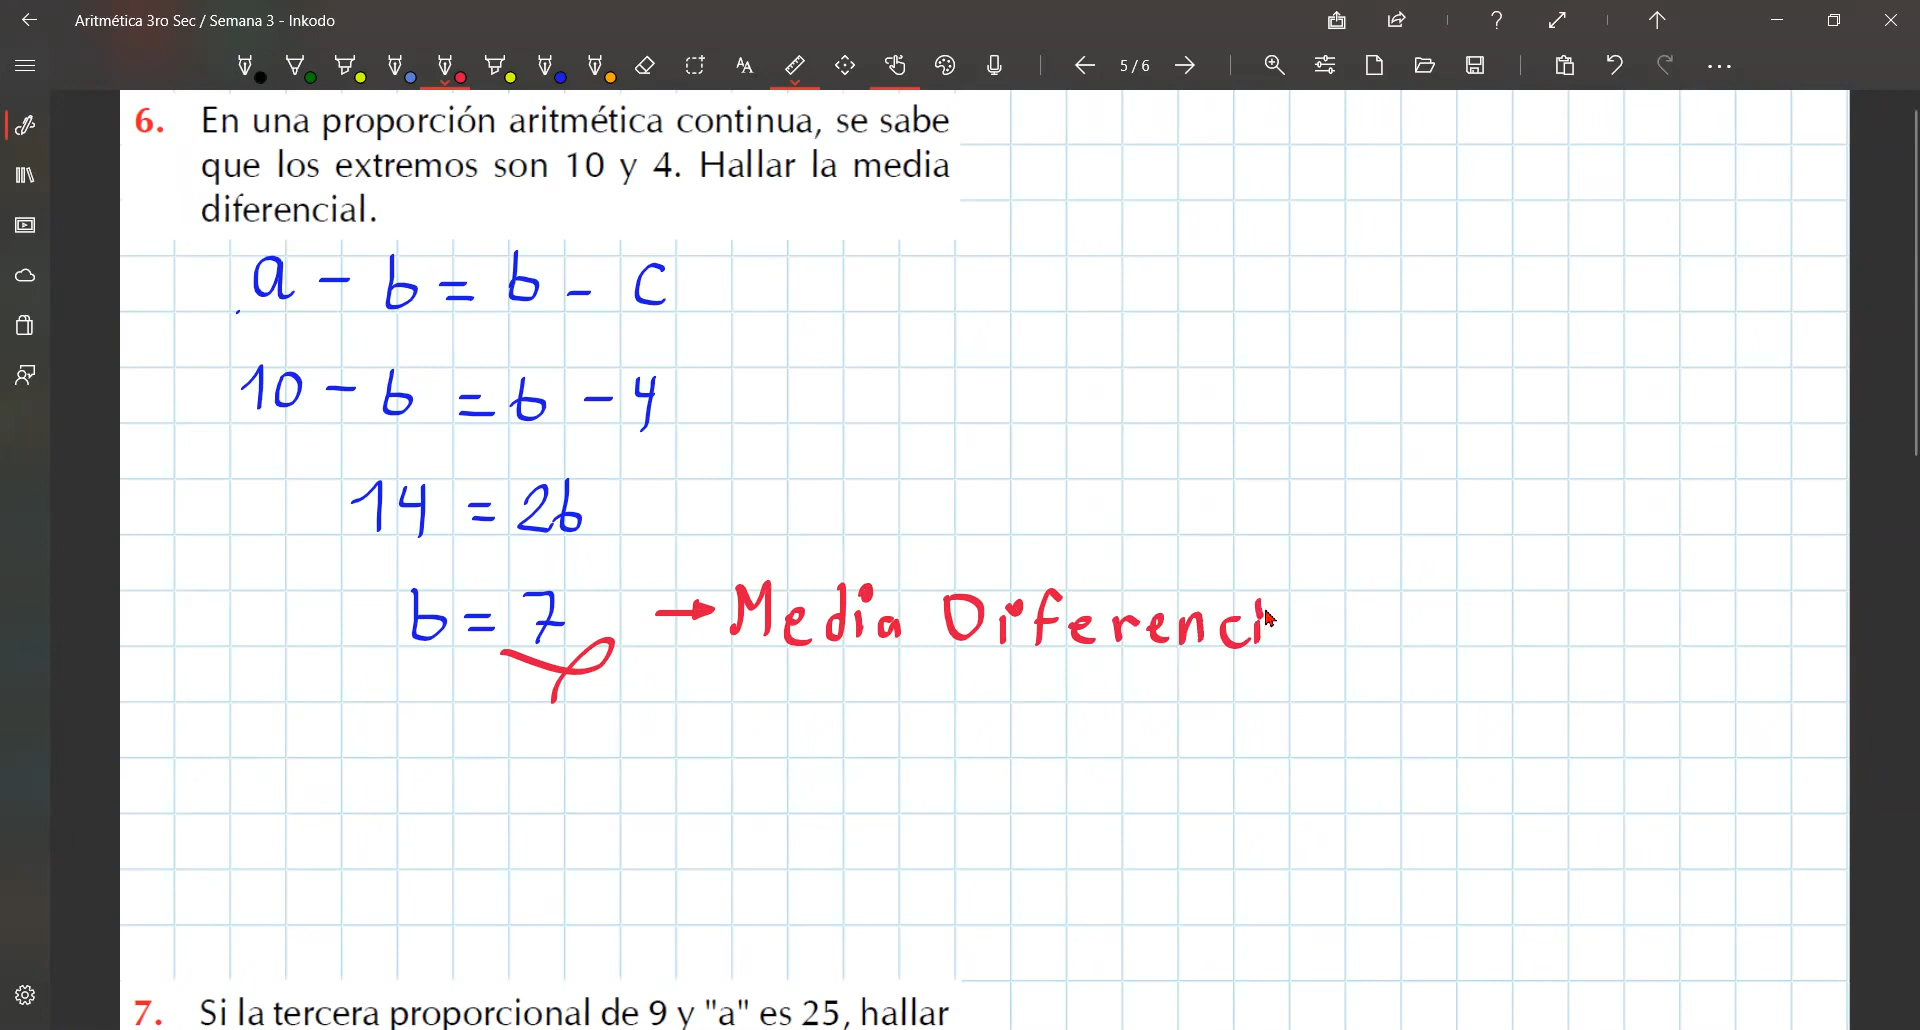 Aritmética 3ro Sec / Semana 3 - Inkodo
5 / 6
6. En una proporción aritmética continua, se sabe
que los extremos son 10 y 4. Hallar la media
diferencial.
a - b = b - c
10 - b = b - 4
14 = 2b
b = 7 → Media Diferenci
7. Si la tercera proporcional de 9 y "a" es 25, hallar